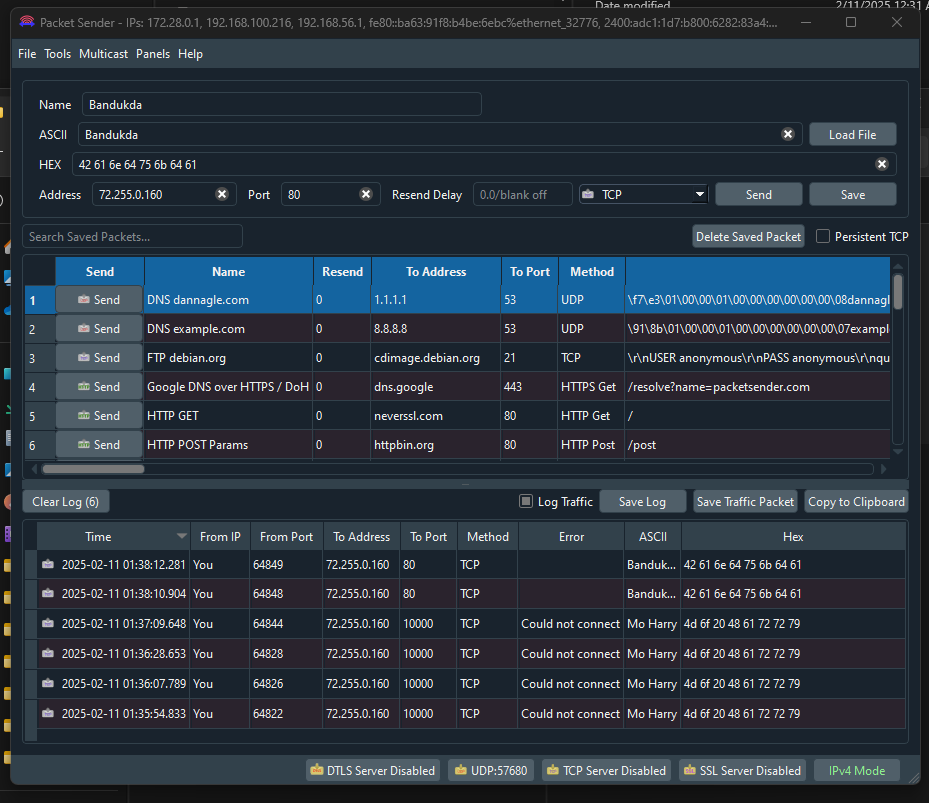 Date modified
2/11/2025 12:31
Packet Sender - IPs: 172.28.0.1, 192.168.100.216, 192.168.56.1, fe80::ba63:91f8:b4be:6ebc%ethernet_32776, 2400:adc1:1d7:b800:6282:83a4:...
File Tools Multicast Panels Help
Name Bandukda
ASCII Bandukda Load File
HEX 42 61 6e 64 75 6b 64 61
Address 72.255.0.160 Port 80 Resend Delay 0.0/blank off TCP Send Save
Search Saved Packets... Delete Saved Packet Persistent TCP
Send Name Resend To Address To Port Method
1 Send DNS dannagle.com 0 1.1.1.1 53 UDP \f7\e3\01\00\00\01\00\00\00\00\00\00\08dannagl
2 Send DNS example.com 0 8.8.8.8 53 UDP \91\8b\01\00\00\01\00\00\00\00\00\00\07exampl
3 Send FTP debian.org 0 cdimage.debian.org 21 TCP \r\nUSER anonymous\r\nPASS anonymous\r\nqu
4 Send Google DNS over HTTPS / DoH 0 dns.google 443 HTTPS Get /resolve?name=packetsender.com
5 Send HTTP GET 0 neverssl.com 80 HTTP Get /
6 Send HTTP POST Params 0 httpbin.org 80 HTTP Post /post
Clear Log (6) Log Traffic Save Log Save Traffic Packet Copy to Clipboard
Time From IP From Port To Address To Port Method Error ASCII Hex
2025-02-11 01:38:12.281 You 64849 72.255.0.160 80 TCP Banduk... 42 61 6e 64 75 6b 64 61
2025-02-11 01:38:10.904 You 64848 72.255.0.160 80 TCP Banduk... 42 61 6e 64 75 6b 64 61
2025-02-11 01:37:09.648 You 64844 72.255.0.160 10000 TCP Could not connect Mo Harry 4d 6f 20 48 61 72 72 79
2025-02-11 01:36:28.653 You 64828 72.255.0.160 10000 TCP Could not connect Mo Harry 4d 6f 20 48 61 72 72 79
2025-02-11 01:36:07.789 You 64826 72.255.0.160 10000 TCP Could not connect Mo Harry 4d 6f 20 48 61 72 72 79
2025-02-11 01:35:54.833 You 64822 72.255.0.160 10000 TCP Could not connect Mo Harry 4d 6f 20 48 61 72 72 79
DTLS Server Disabled UDP:57680 TCP Server Disabled SSL Server Disabled IPv4 Mode